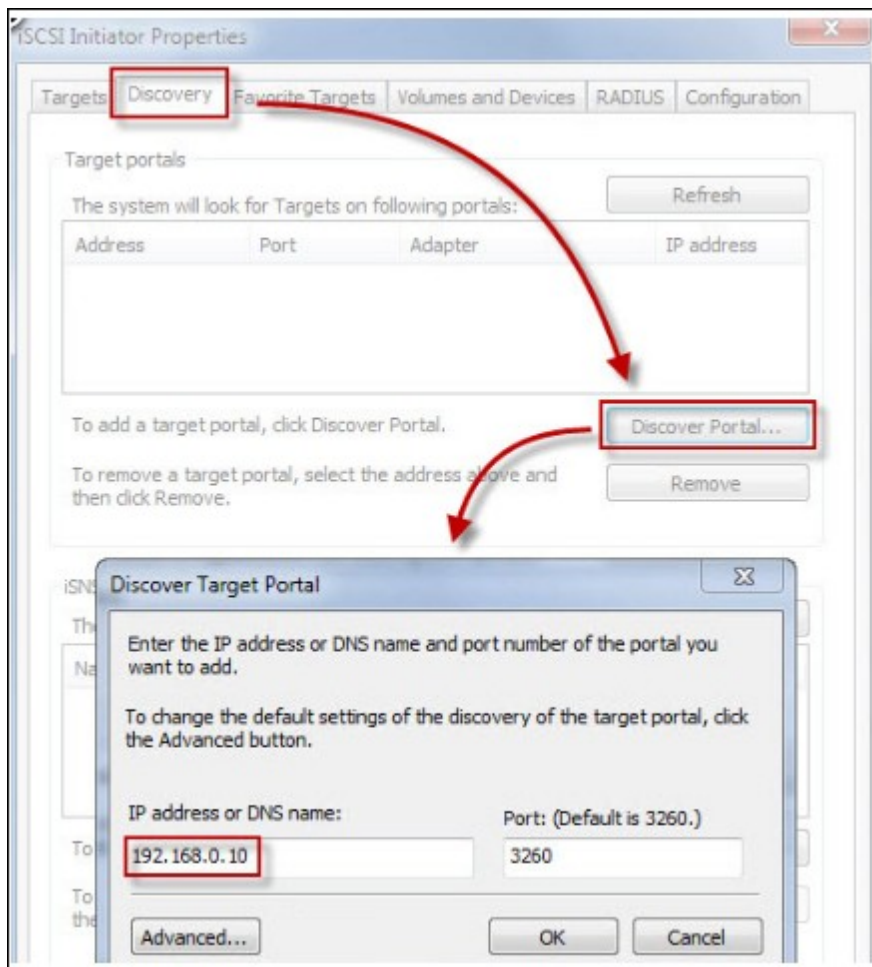 iSCSI Initiator Properties
Targets Discovery Favorite Targets Volumes and Devices RADIUS Configuration
Target portals
The system will look for Targets on following portals:
Refresh
Address Port Adapter IP address
To add a target portal, click Discover Portal.
Discover Portal...
To remove a target portal, select the address above and
then click Remove.
Remove
iSNS
Discover Target Portal
Enter the IP address or DNS name and port number of the portal you
want to add.
To change the default settings of the discovery of the target portal, click
the Advanced button.
IP address or DNS name:
Port: (Default is 3260.)
192.168.0.10
3260
To
To
the
Advanced...
OK
Cancel